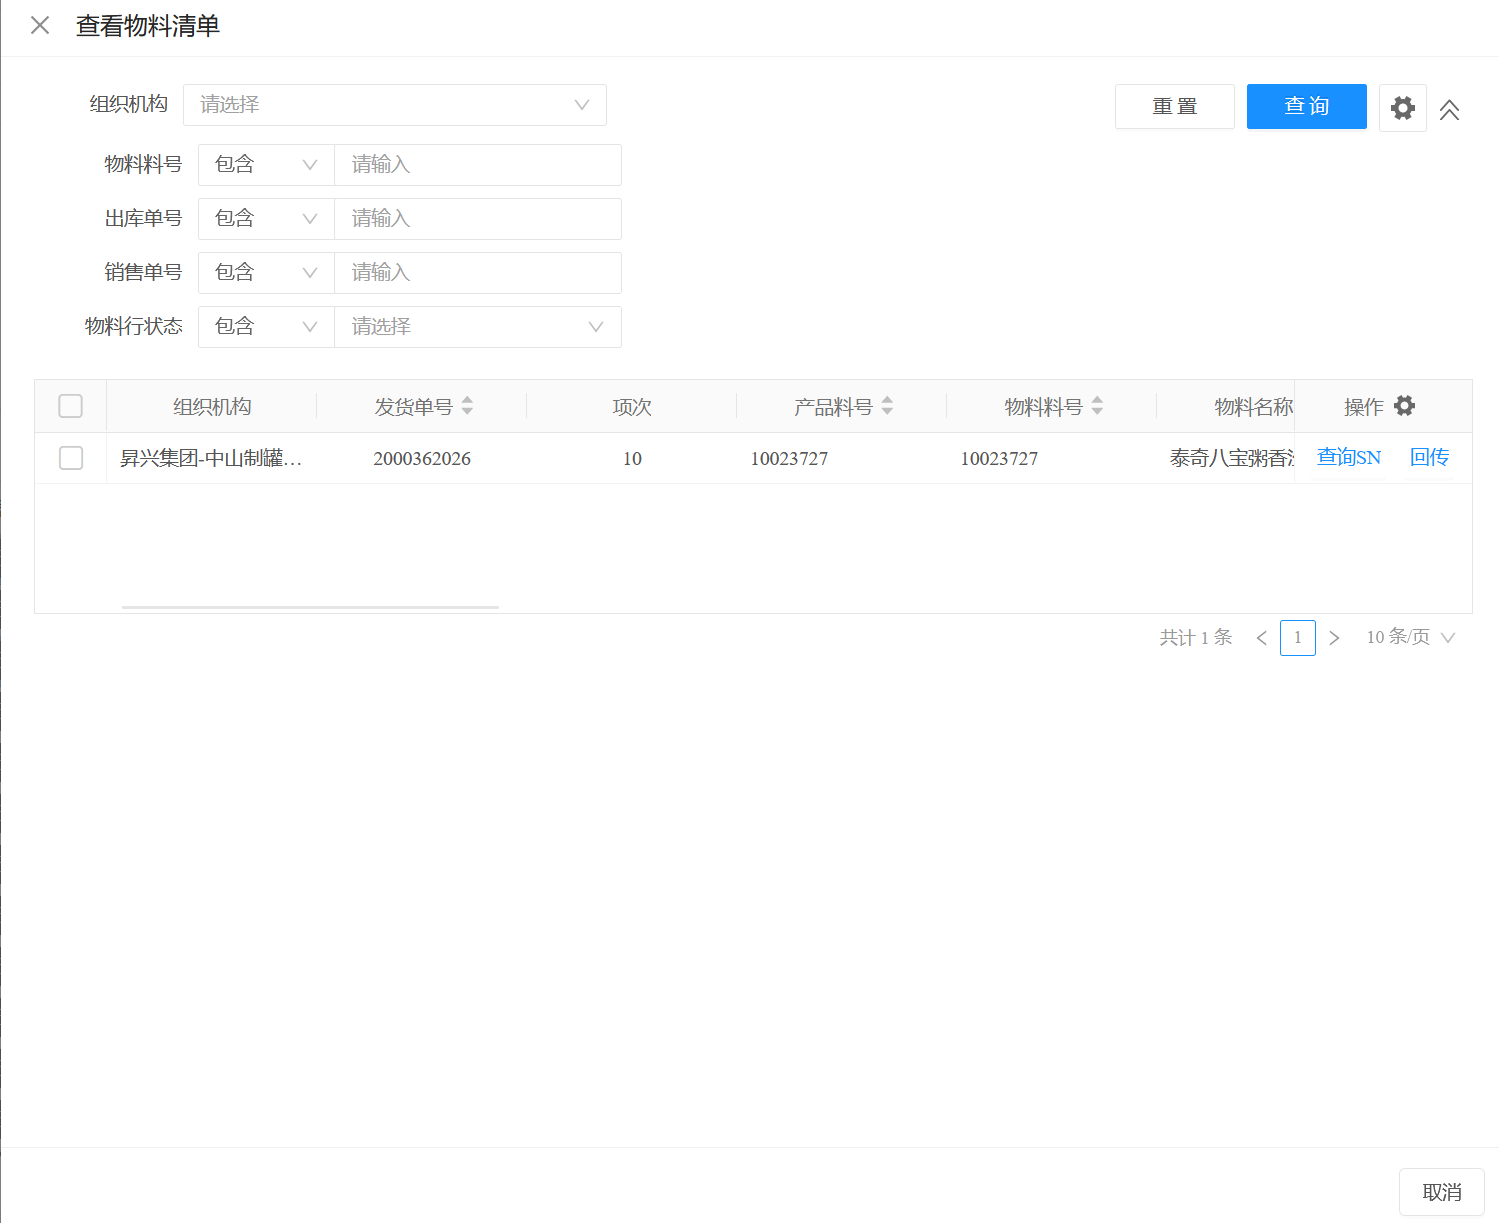 查看物料清单
组织机构 请选择 重置 查询
物料料号 包含 请输入
出库单号 包含 请输入
销售单号 包含 请输入
物料行状态 包含 请选择
组织机构 发货单号 项次 产品料号 物料料号 物料名称 操作
昇兴集团-中山制罐... 2000362026 10 10023727 10023727 泰奇八宝粥香 查询SN 回传
共计 1 条 1 10 条/页
取消